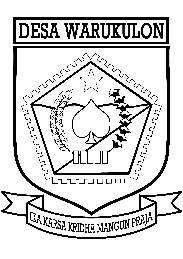 DESA WARUKULON
EKA KARSA KRIDHA MANGUN PRAJA